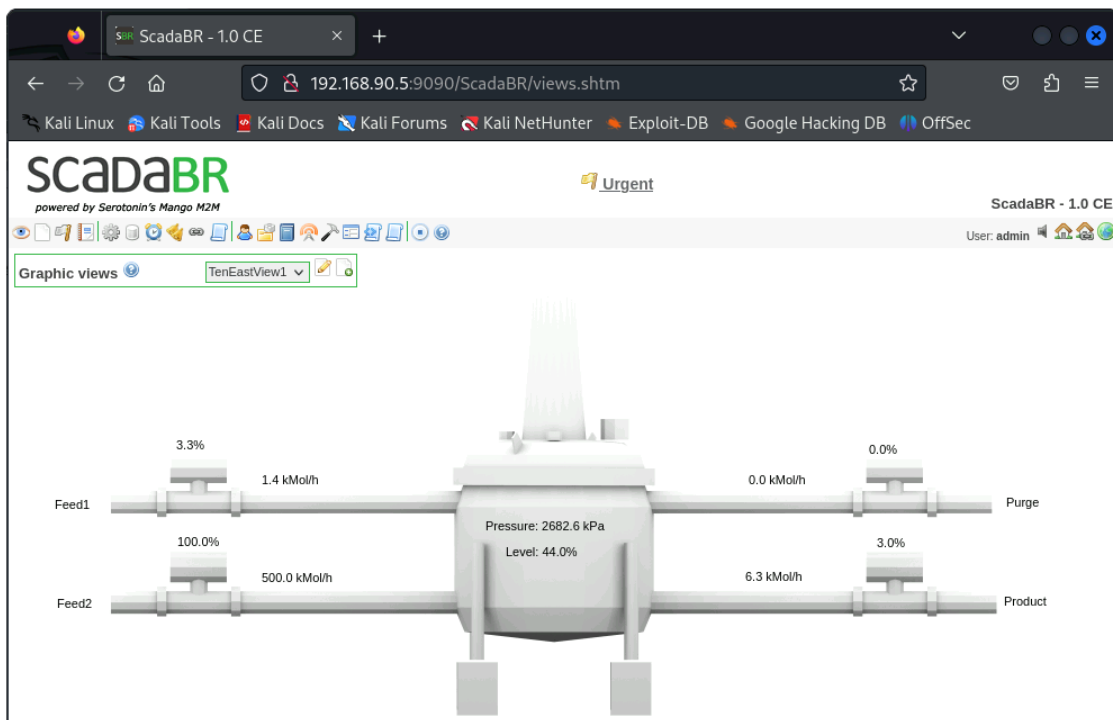 SBR ScadaBR - 1.0 CE
192.168.90.5:9090/ScadaBR/views.shtm
Kali Linux Kali Tools Kali Docs Kali Forums Kali NetHunter Exploit-DB Google Hacking DB OffSec
SCADABR
powered by Serotonin's Mango M2M
Urgent
ScadaBR - 1.0 CE
User: admin
Graphic views TenEastView1
3.3% 0.0%
1.4 kMol/h 0.0 kMol/h
Feed1 Purge
Pressure: 2682.6 kPa
100.0% 3.0%
Level: 44.0%
500.0 kMol/h 6.3 kMol/h
Feed2 Product